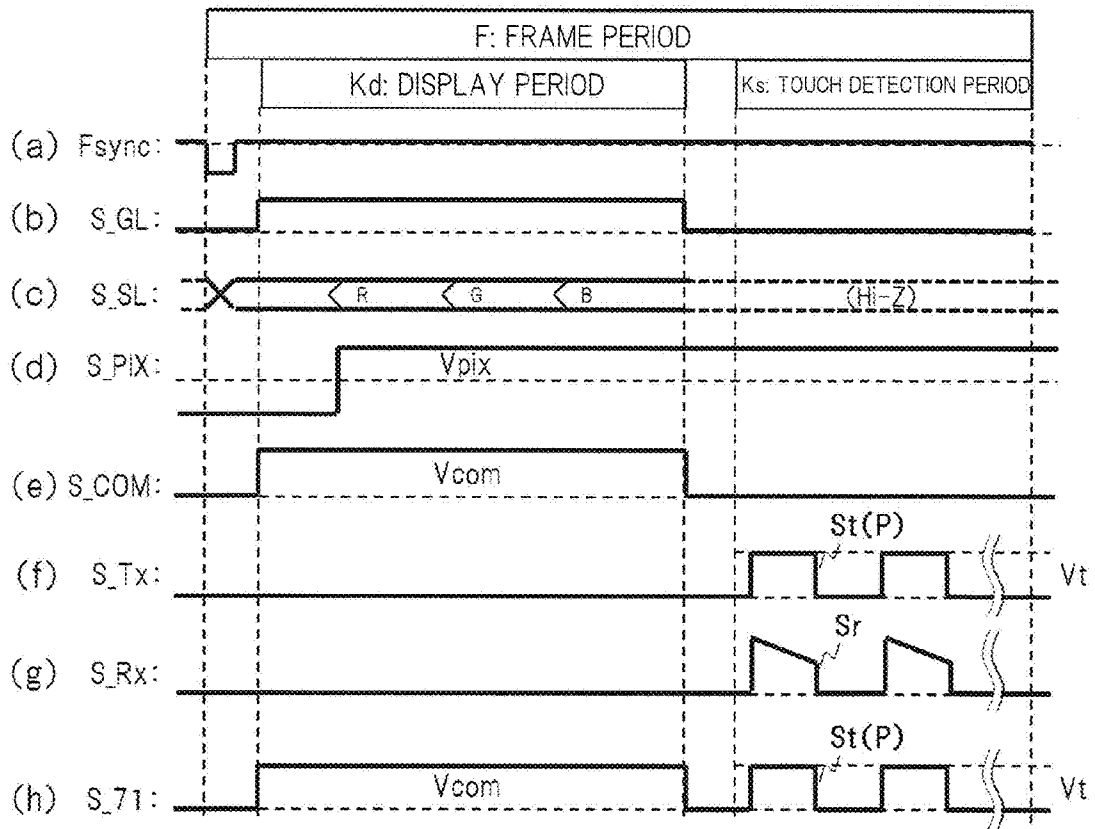 F: FRAME PERIOD
Kd: DISPLAY PERIOD
Ks: TOUCH DETECTION PERIOD
(a) Fsync:
(b) S_GL:
(c) S_SL:
R
G
B
(Hi-Z)
(d) S_PIX:
Vpix
(e) S_COM:
Vcom
St(P)
(f) S_Tx:
Vt
Sr
(g) S_Rx:
St(P)
(h) S_71:
Vcom
Vt